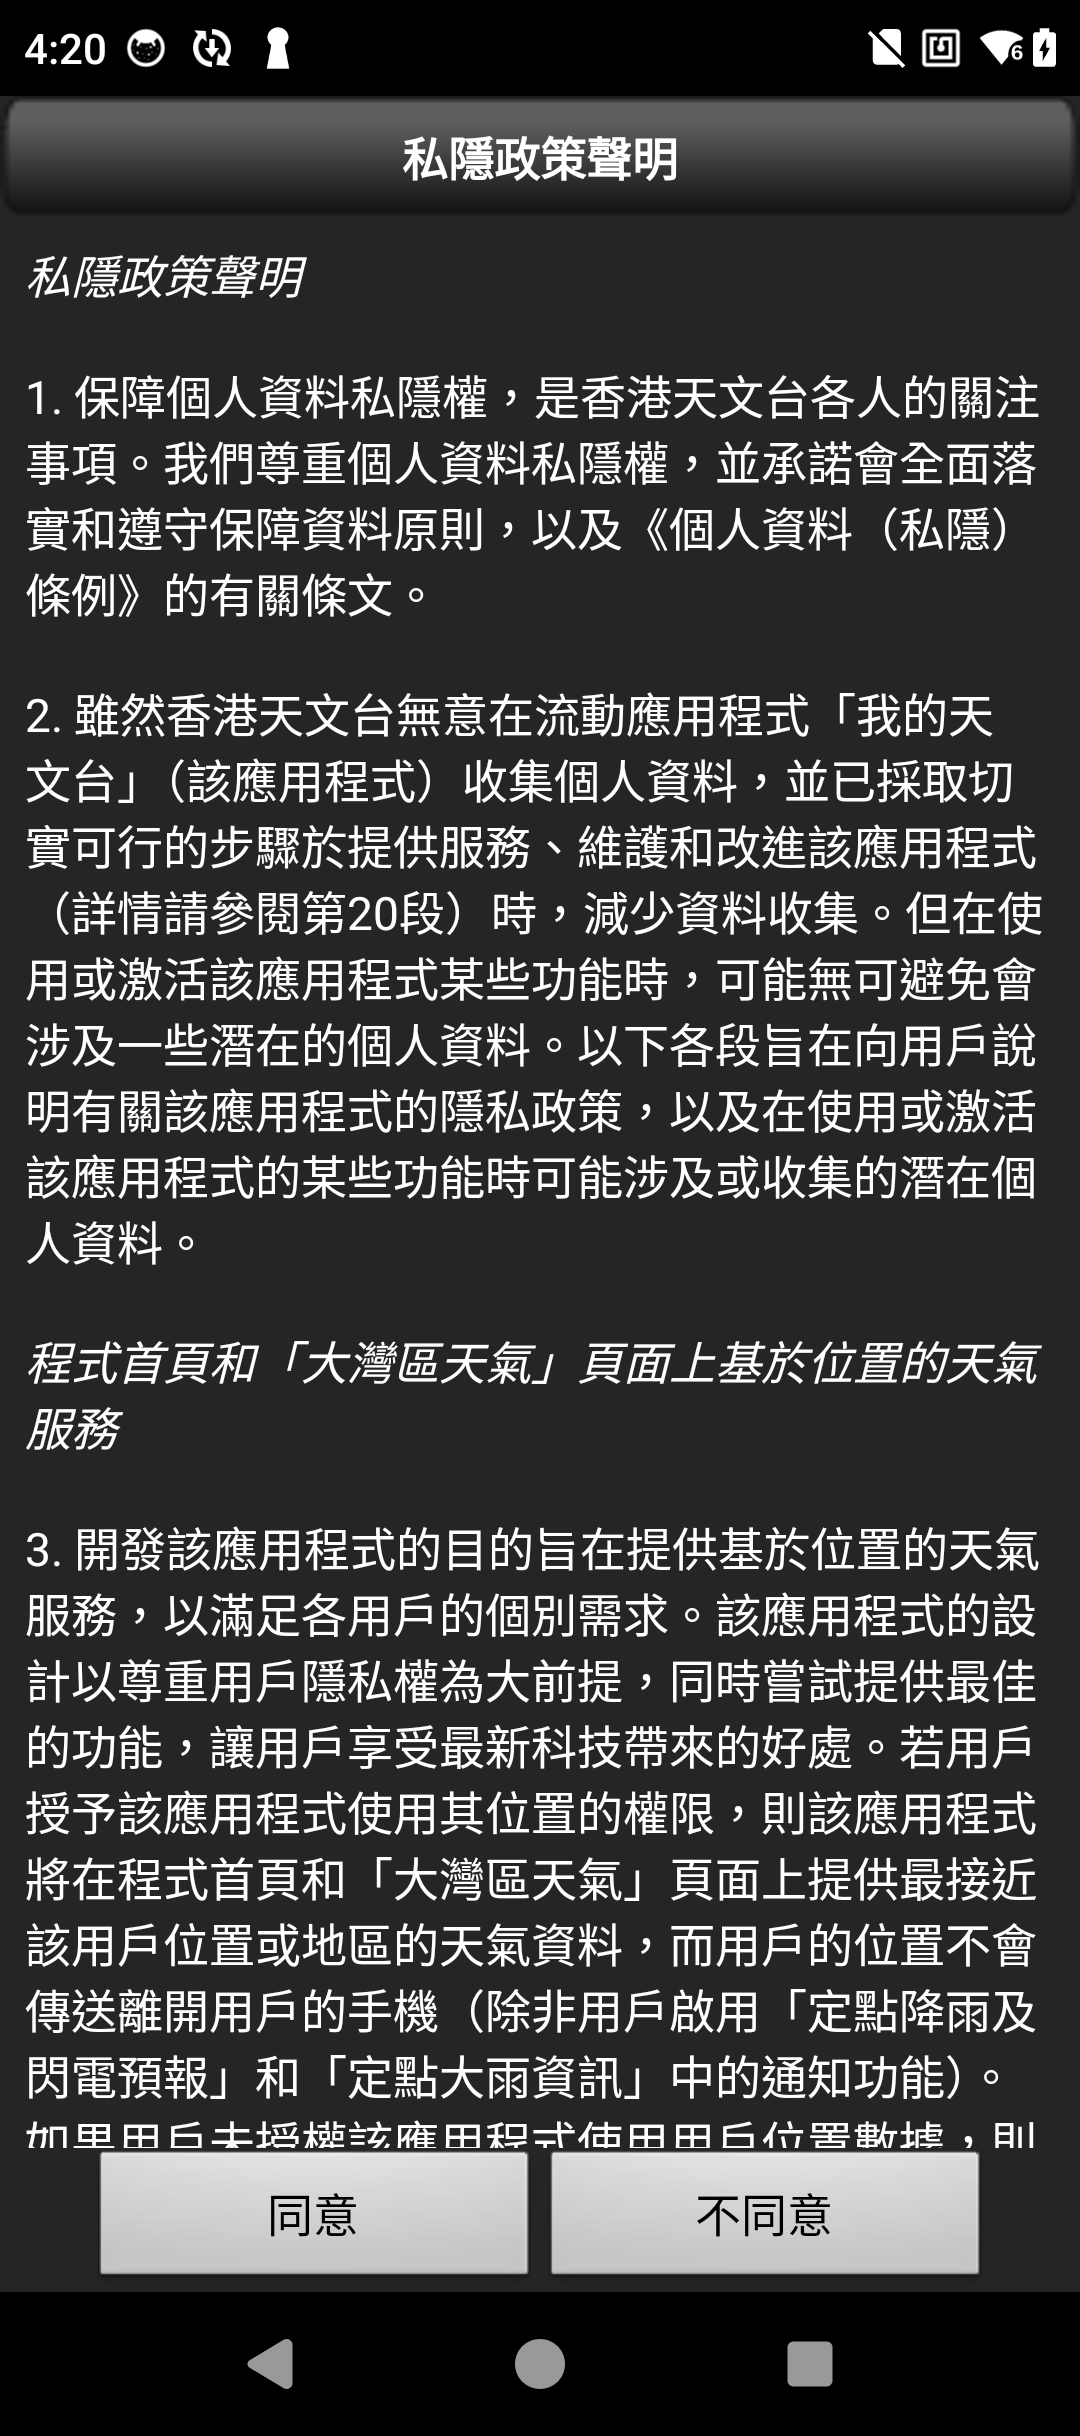 4:20
6
私隱政策聲明
私隱政策聲明
1. 保障個人資料私隱權，是香港天文台各人的關注
事項。我們尊重個人資料私隱權，並承諾會全面落
實和遵守保障資料原則，以及《個人資料（私隱）
條例》的有關條文。
2. 雖然香港天文台無意在流動應用程式「我的天
文台」（該應用程式）收集個人資料，並已採取切
實可行的步驟於提供服務、維護和改進該應用程式
（詳情請參閱第20段）時，減少資料收集。但在使
用或激活該應用程式某些功能時，可能無可避免會
涉及一些潛在的個人資料。以下各段旨在向用戶說
明有關該應用程式的隱私政策，以及在使用或激活
該應用程式的某些功能時可能涉及或收集的潛在個
人資料。
程式首頁和「大灣區天氣」頁面上基於位置的天氣
服務
3. 開發該應用程式的目的旨在提供基於位置的天氣
服務，以滿足各用戶的個別需求。該應用程式的設
計以尊重用戶隱私權為大前提，同時嘗試提供最佳
的功能，讓用戶享受最新科技帶來的好處。若用戶
授予該應用程式使用其位置的權限，則該應用程式
將在程式首頁和「大灣區天氣」頁面上提供最接近
該用戶位置或地區的天氣資料，而用戶的位置不會
傳送離開用戶的手機（除非用戶啟用「定點降雨及
閃電預報」和「定點大雨資訊」中的通知功能）。
如果用戶未授權該應用程式使用用戶位置數據，則
同意
不同意